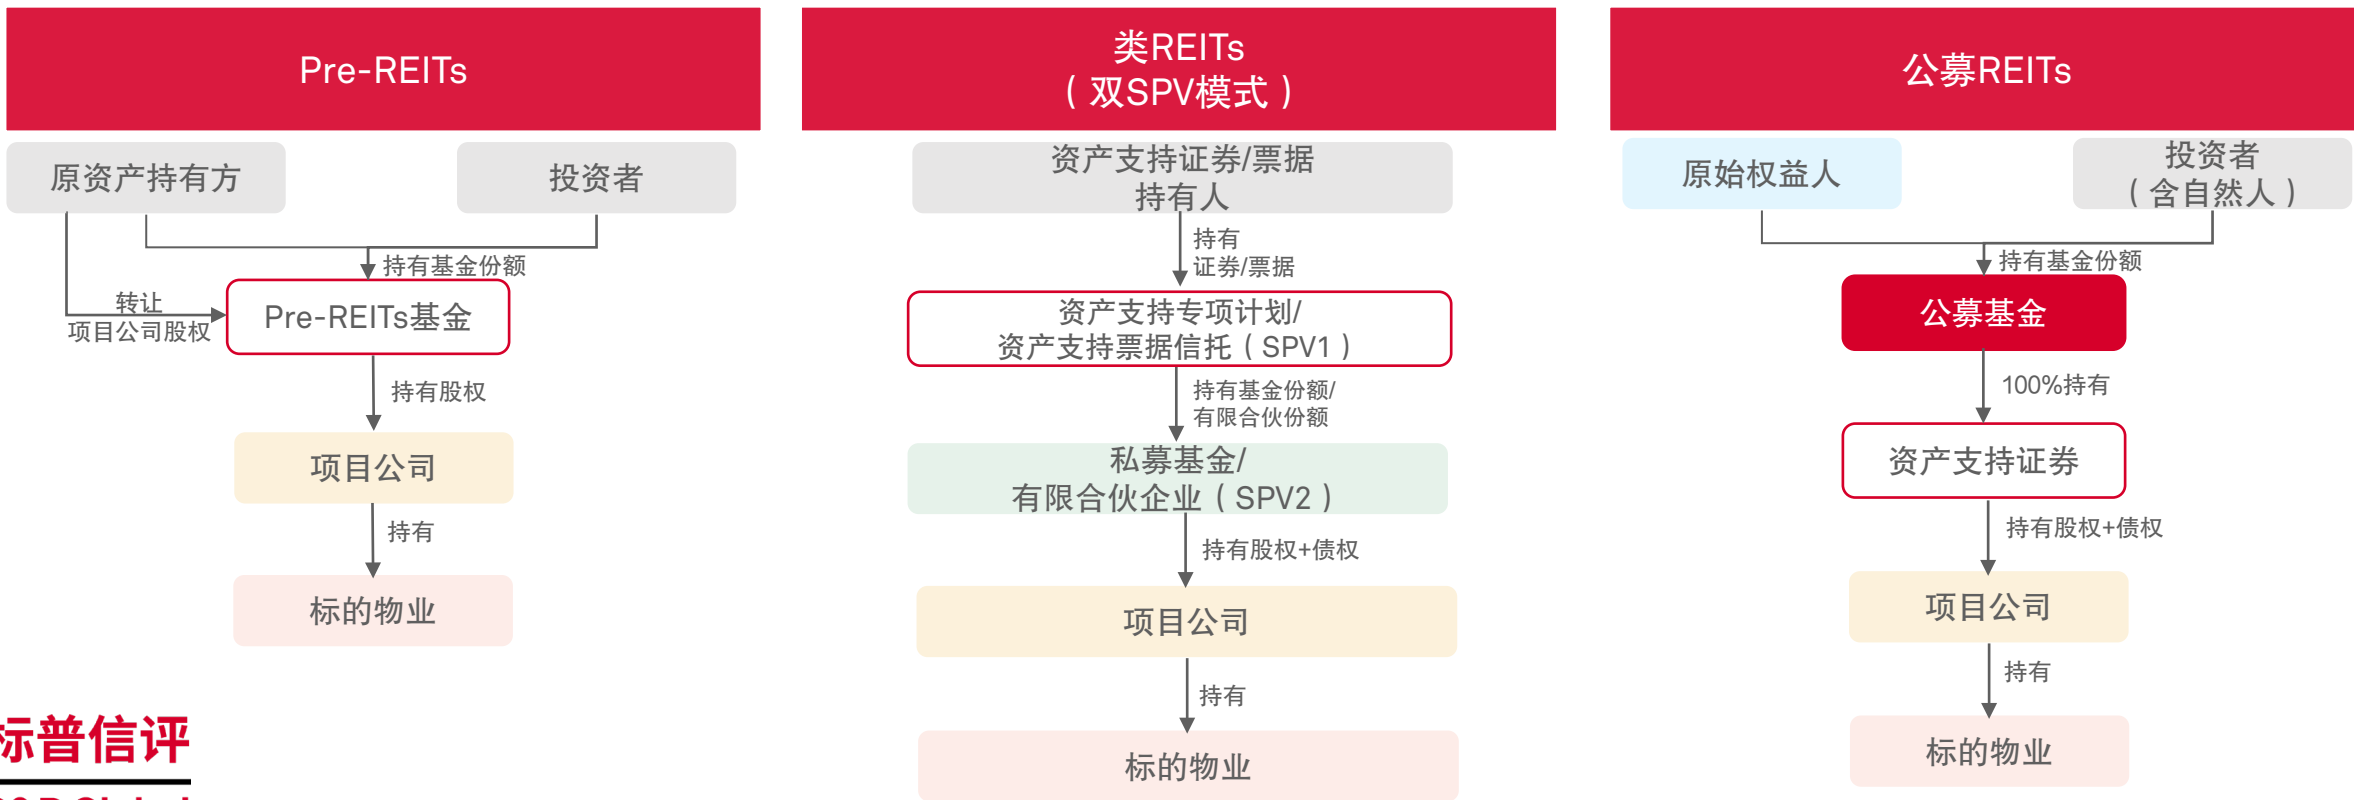 Pre-REITs
原资产持有方
投资者
持有基金份额
转让
项目公司股权
Pre-REITs基金
持有股权
项目公司
持有
标的物业
类REITs
（双SPV模式）
资产支持证券/票据
持有人
持有
证券/票据
资产支持专项计划/
资产支持票据信托（SPV1）
持有基金份额/
有限合伙份额
私募基金/
有限合伙企业（SPV2）
持有股权+债权
项目公司
持有
标的物业
公募REITs
原始权益人
投资者
（含自然人）
持有基金份额
公募基金
100%持有
资产支持证券
持有股权+债权
项目公司
持有
标的物业
标普信评